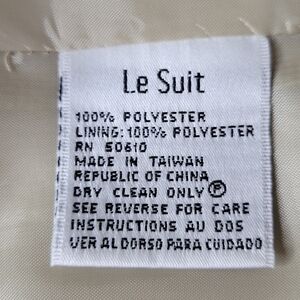 Le Suit
100% POLYESTER
LINING: 100% POLYESTER
RN 50610
MADE IN TAIWAN
REPUBLIC OF CHINA
DRY CLEAN ONLY Ⓟ
SEE REVERSE FOR CARE
INSTRUCTIONS AU DOS
VER AL DORSO PARA CUIDADO